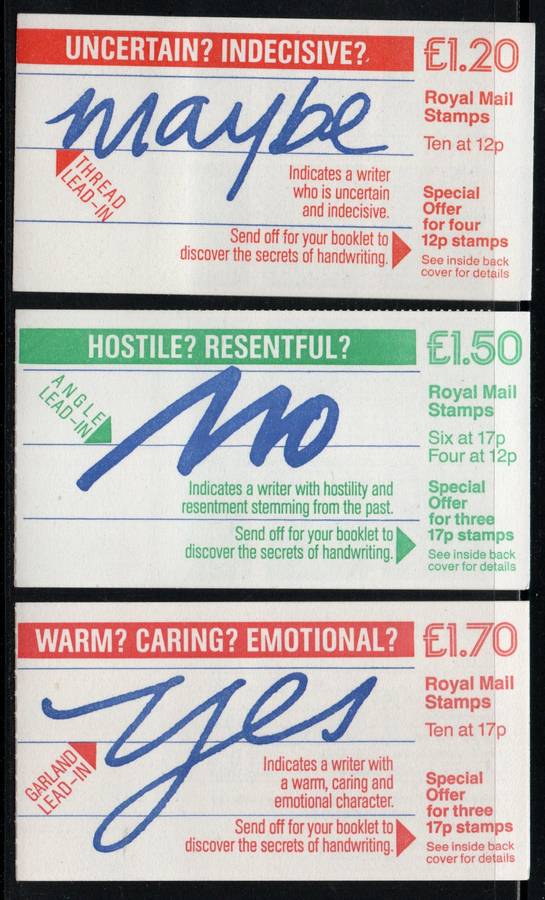 UNCERTAIN? INDECISIVE?
£1.20
maybe
Royal Mail
Stamps
Ten at 12p
THREAD
LEAD-IN
Indicates a writer
who is uncertain
and indecisive.
Special
Offer
for four
12p stamps
Send off for your booklet to
discover the secrets of handwriting.
See inside back
cover for details
HOSTILE? RESENTFUL?
£1.50
ANGLE
LEAD-IN
no
Royal Mail
Stamps
Six at 17p
Four at 12p
Indicates a writer with hostility and
resentment stemming from the past.
Special
Offer
for three
17p stamps
Send off for your booklet to
discover the secrets of handwriting.
See inside back
cover for details
WARM? CARING? EMOTIONAL?
£1.70
yes
Royal Mail
Stamps
Ten at 17p
GARLAND
LEAD-IN
Indicates a writer with
a warm, caring and
emotional character.
Special
Offer
for three
17p stamps
Send off for your booklet to
discover the secrets of handwriting.
See inside back
cover for details